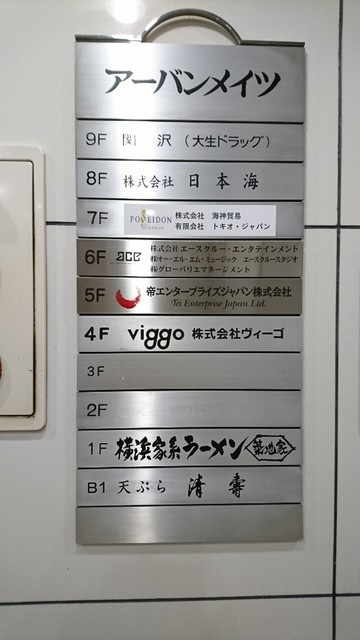 アーバンメイツ
9F 関 沢 (大生ドラッグ)
8F 株式会社 日本海
7F POSEIDON GROUP 株式会社 海神貿易
有限会社 トキオ・ジャパン
6F ace 株式会社エースクルー・エンタテインメント
㈱オー・エル・エム・ミュージック エースクルースタジオ
㈱グローバリエマネージメント
5F 帝エンタープライズジャパン株式会社
Tei Enterprise Japan Ltd.
4F viggo 株式会社ヴィーゴ
3F
2F
1F 横浜家系ラーメン 築地家
B1 天ぷら 清壽